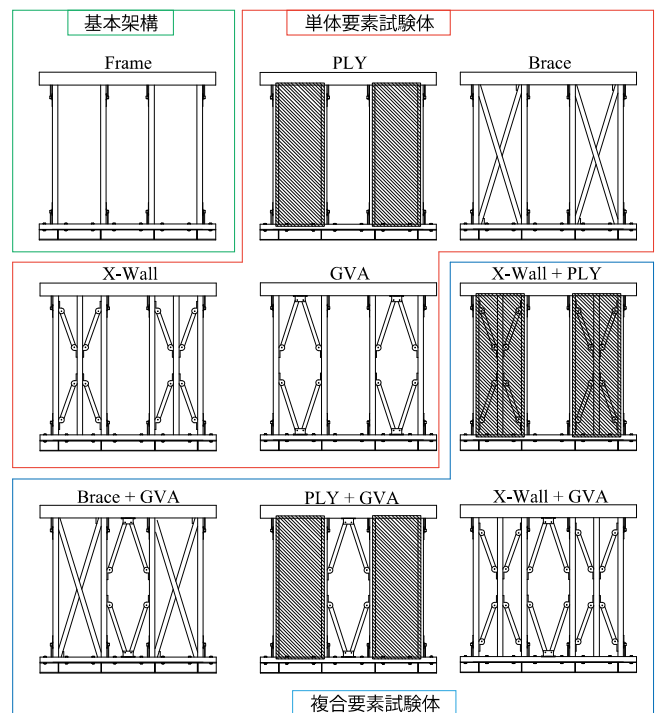 基本架構
単体要素試験体
Frame
PLY
Brace
X-Wall
GVA
X-Wall + PLY
Brace + GVA
PLY + GVA
X-Wall + GVA
複合要素試験体